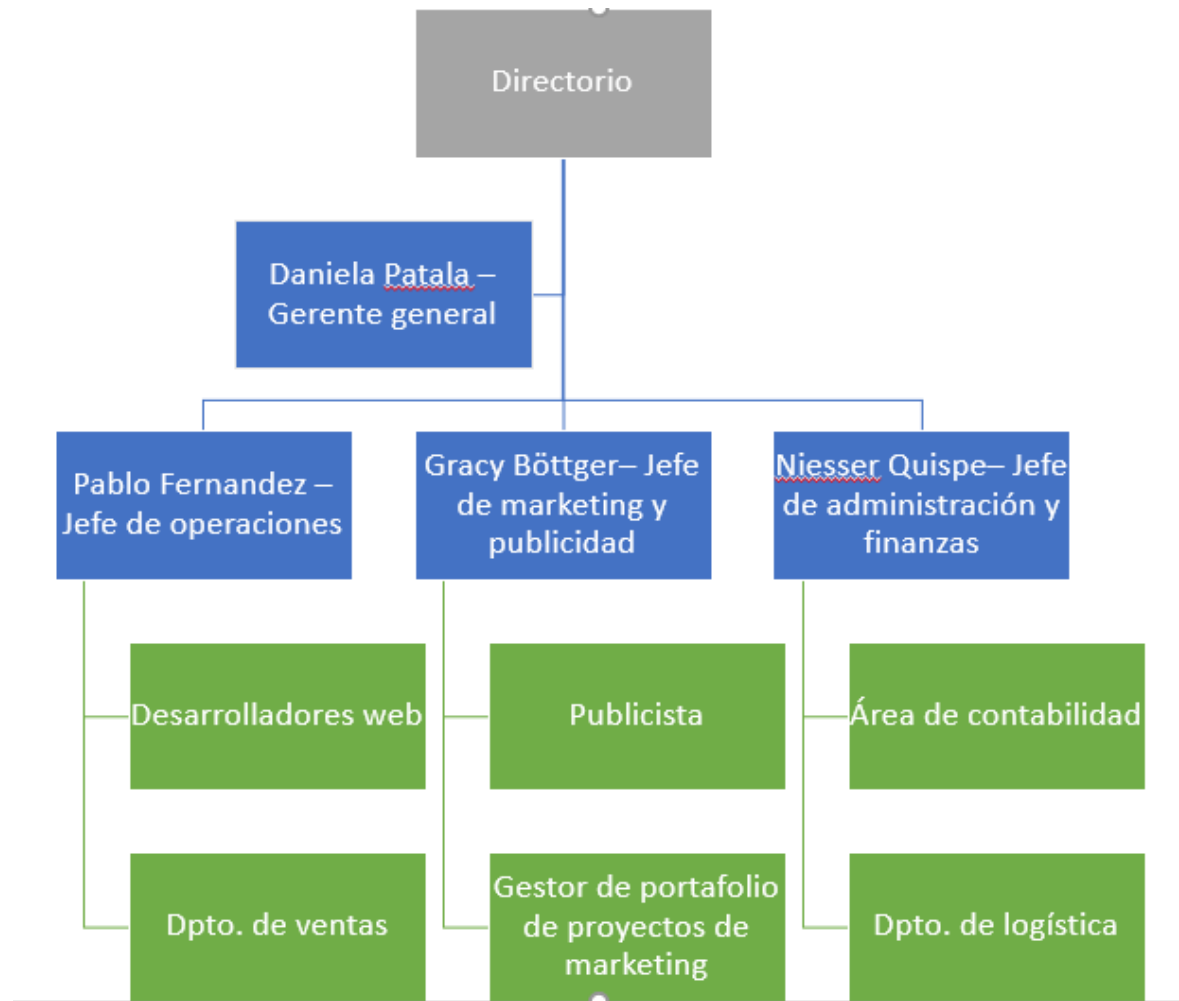 Directorio
Daniela Patala –
Gerente general
Pablo Fernandez –
Jefe de operaciones
Gracy Böttger– Jefe
de marketing y
publicidad
Niesser Quispe– Jefe
de administración y
finanzas
Desarrolladores web
Publicista
Área de contabilidad
Dpto. de ventas
Gestor de portafolio
de proyectos de
marketing
Dpto. de logística